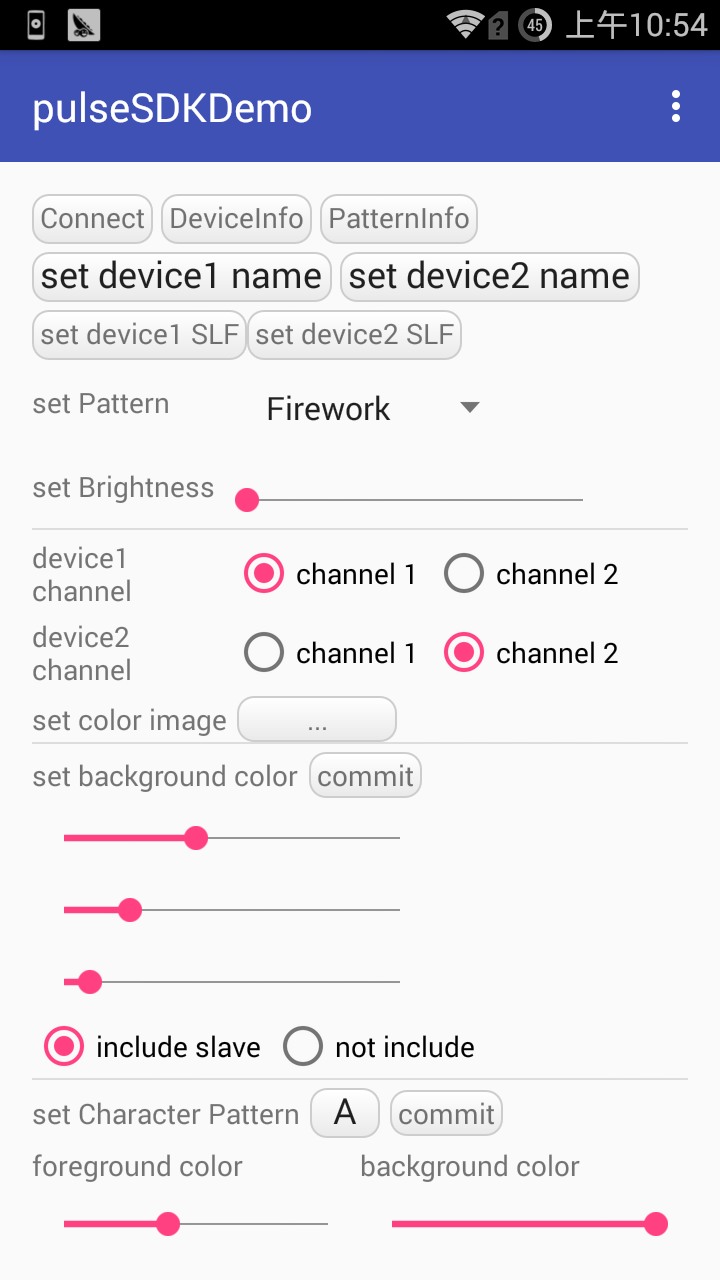 45 上午10:54
pulseSDKDemo
Connect DeviceInfo PatternInfo
set device1 name set device2 name
set device1 SLF set device2 SLF
set Pattern Firework
set Brightness
device1
channel channel 1 channel 2
device2
channel channel 1 channel 2
set color image ...
set background color commit
include slave not include
set Character Pattern A commit
foreground color background color